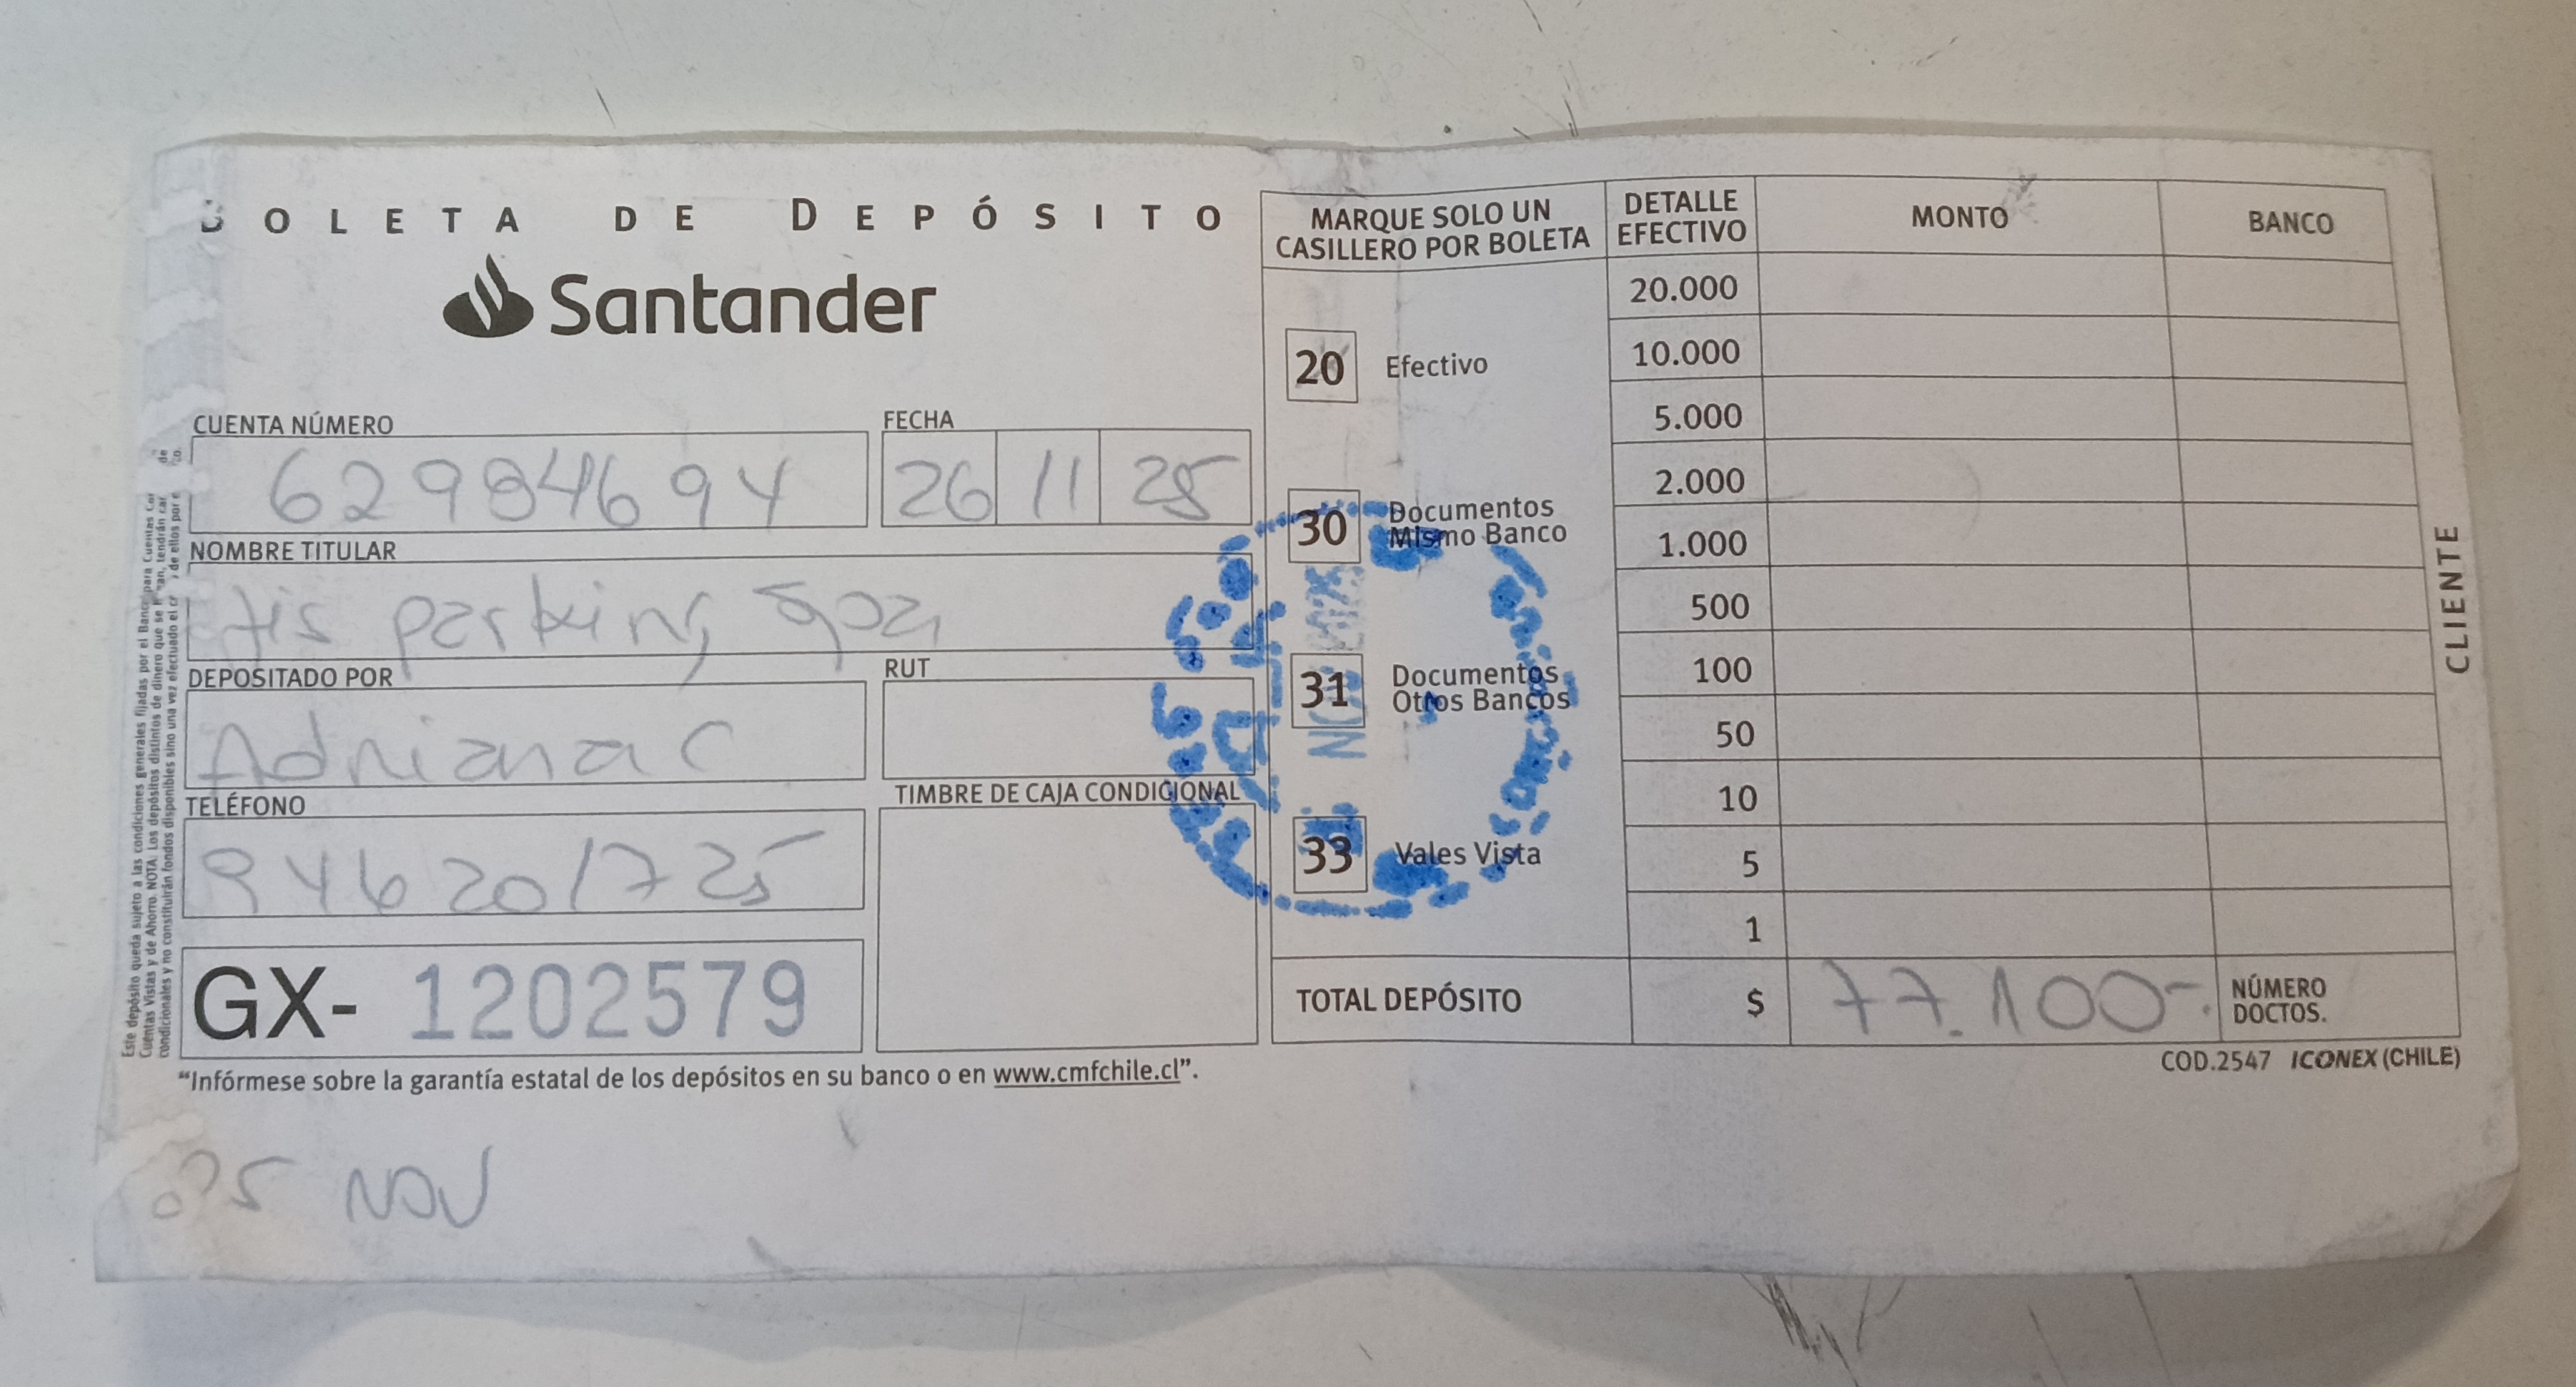 BOLETA DE DEPÓSITO
Santander
CUENTA NÚMERO
62984694
FECHA
26 11 25
NOMBRE TITULAR
parking spa
DEPOSITADO POR
Adriana C
RUT
TELÉFONO
946201725
TIMBRE DE CAJA CONDICIONAL
GX- 1202579
"Infórmese sobre la garantía estatal de los depósitos en su banco o en www.cmfchile.cl".
05 NOV
MARQUE SOLO UN
CASILLERO POR BOLETA
20 Efectivo
30 Documentos
Mismo Banco
31 Documentos
Otros Bancos
33 Vales Vista
DETALLE
EFECTIVO
MONTO
BANCO
20.000
10.000
5.000
2.000
1.000
500
100
50
10
5
1
TOTAL DEPÓSITO $ 77.100-.
NÚMERO
DOCTOS.
COD.2547 ICONEX (CHILE)
CLIENTE